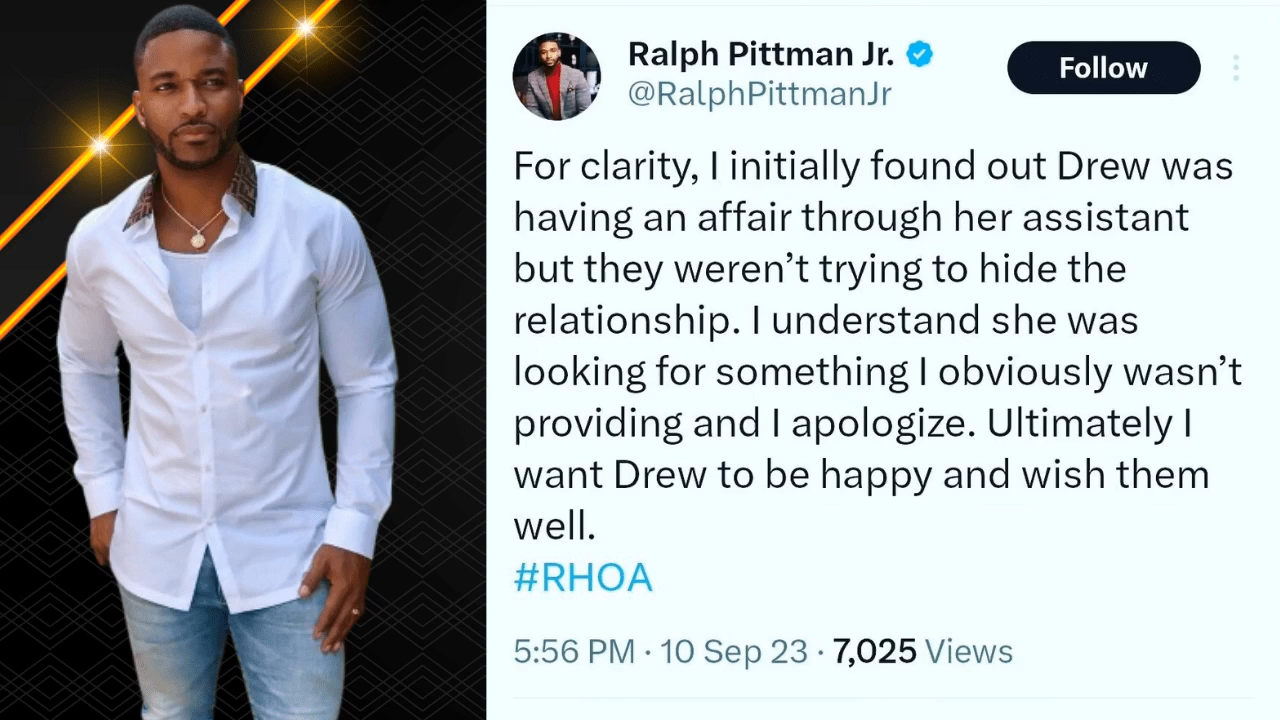 Ralph Pittman Jr.
@RalphPittmanJr
Follow
For clarity, I initially found out Drew was
having an affair through her assistant
but they weren’t trying to hide the
relationship. I understand she was
looking for something I obviously wasn’t
providing and I apologize. Ultimately I
want Drew to be happy and wish them
well.
#RHOA
5:56 PM · 10 Sep 23 · 7,025 Views